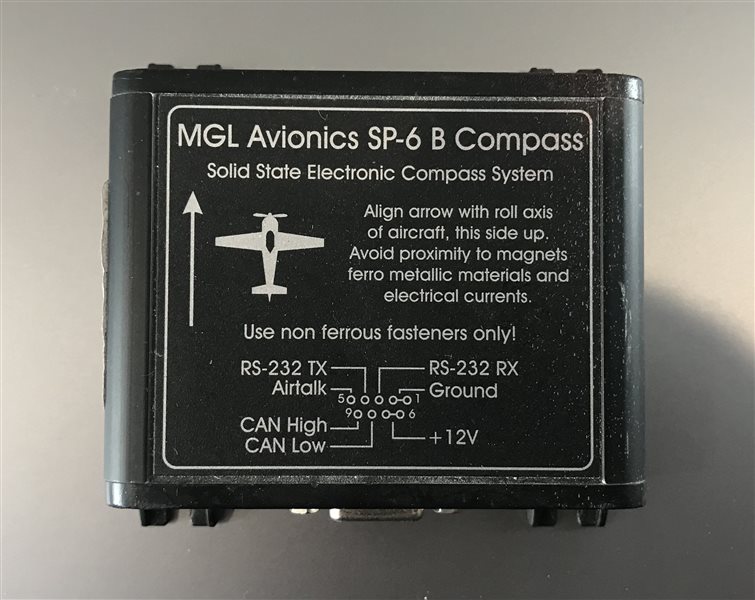 MGL Avionics SP-6 B Compass
Solid State Electronic Compass System
Align arrow with roll axis
of aircraft, this side up.
Avoid proximity to magnets
ferro metallic materials and
electrical currents.
Use non ferrous fasteners only!
RS-232 TX RS-232 RX
Airtalk 5 1 Ground
9 6
CAN High
CAN Low +12V